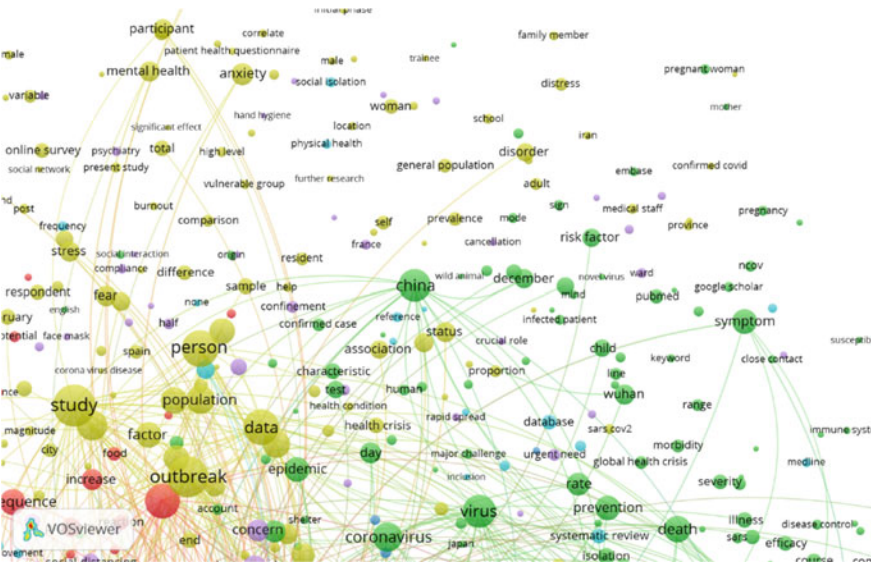 participant
correlate
family member
patient health questionnaire
male
male
trainee
mental health
anxiety
social isolation
pregnant woman
distress
variable
woman
mother
hand hygiene
school
significant effect
location
iran
online survey
psychiatry
total
high level
physical health
disorder
social network
present study
general population
embase
confirmed covid
vulnerable group
further research
adult
post
burnout
sign
medical staff
pregnancy
frequency
comparison
self
prevalence
mode
province
stress
france
cancellation
risk factor
social interaction
origin
resident
compliance
difference
wild animal
december
novel virus
ward
ncov
respondent
fear
sample
help
china
mind
pubmed
google scholar
english
none
confinement
reference
infected patient
symptom
face mask
half
confirmed case
status
crucial role
spain
person
association
child
keyword
close contact
corona virus disease
characteristic
proportion
line
test
human
wuhan
study
population
health condition
rapid spread
range
magnitude
factor
data
health crisis
database
sars cov2
city
food
day
major challenge
urgent need
morbidity
global health crisis
medline
increase
outbreak
epidemic
inclusion
rate
severity
account
virus
prevention
VOSviewer
shelter
concern
illness
disease control
end
coronavirus
japan
systematic review
death
sars
efficacy
isolation
social distancing
course